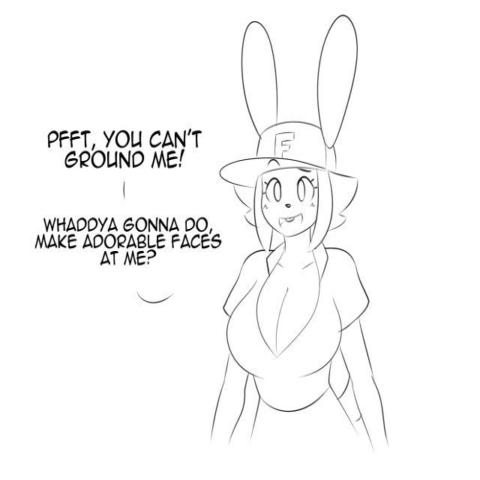 PFFT, YOU CAN'T
GROUND ME!
WHADDYA GONNA DO,
MAKE ADORABLE FACES
AT ME?
F